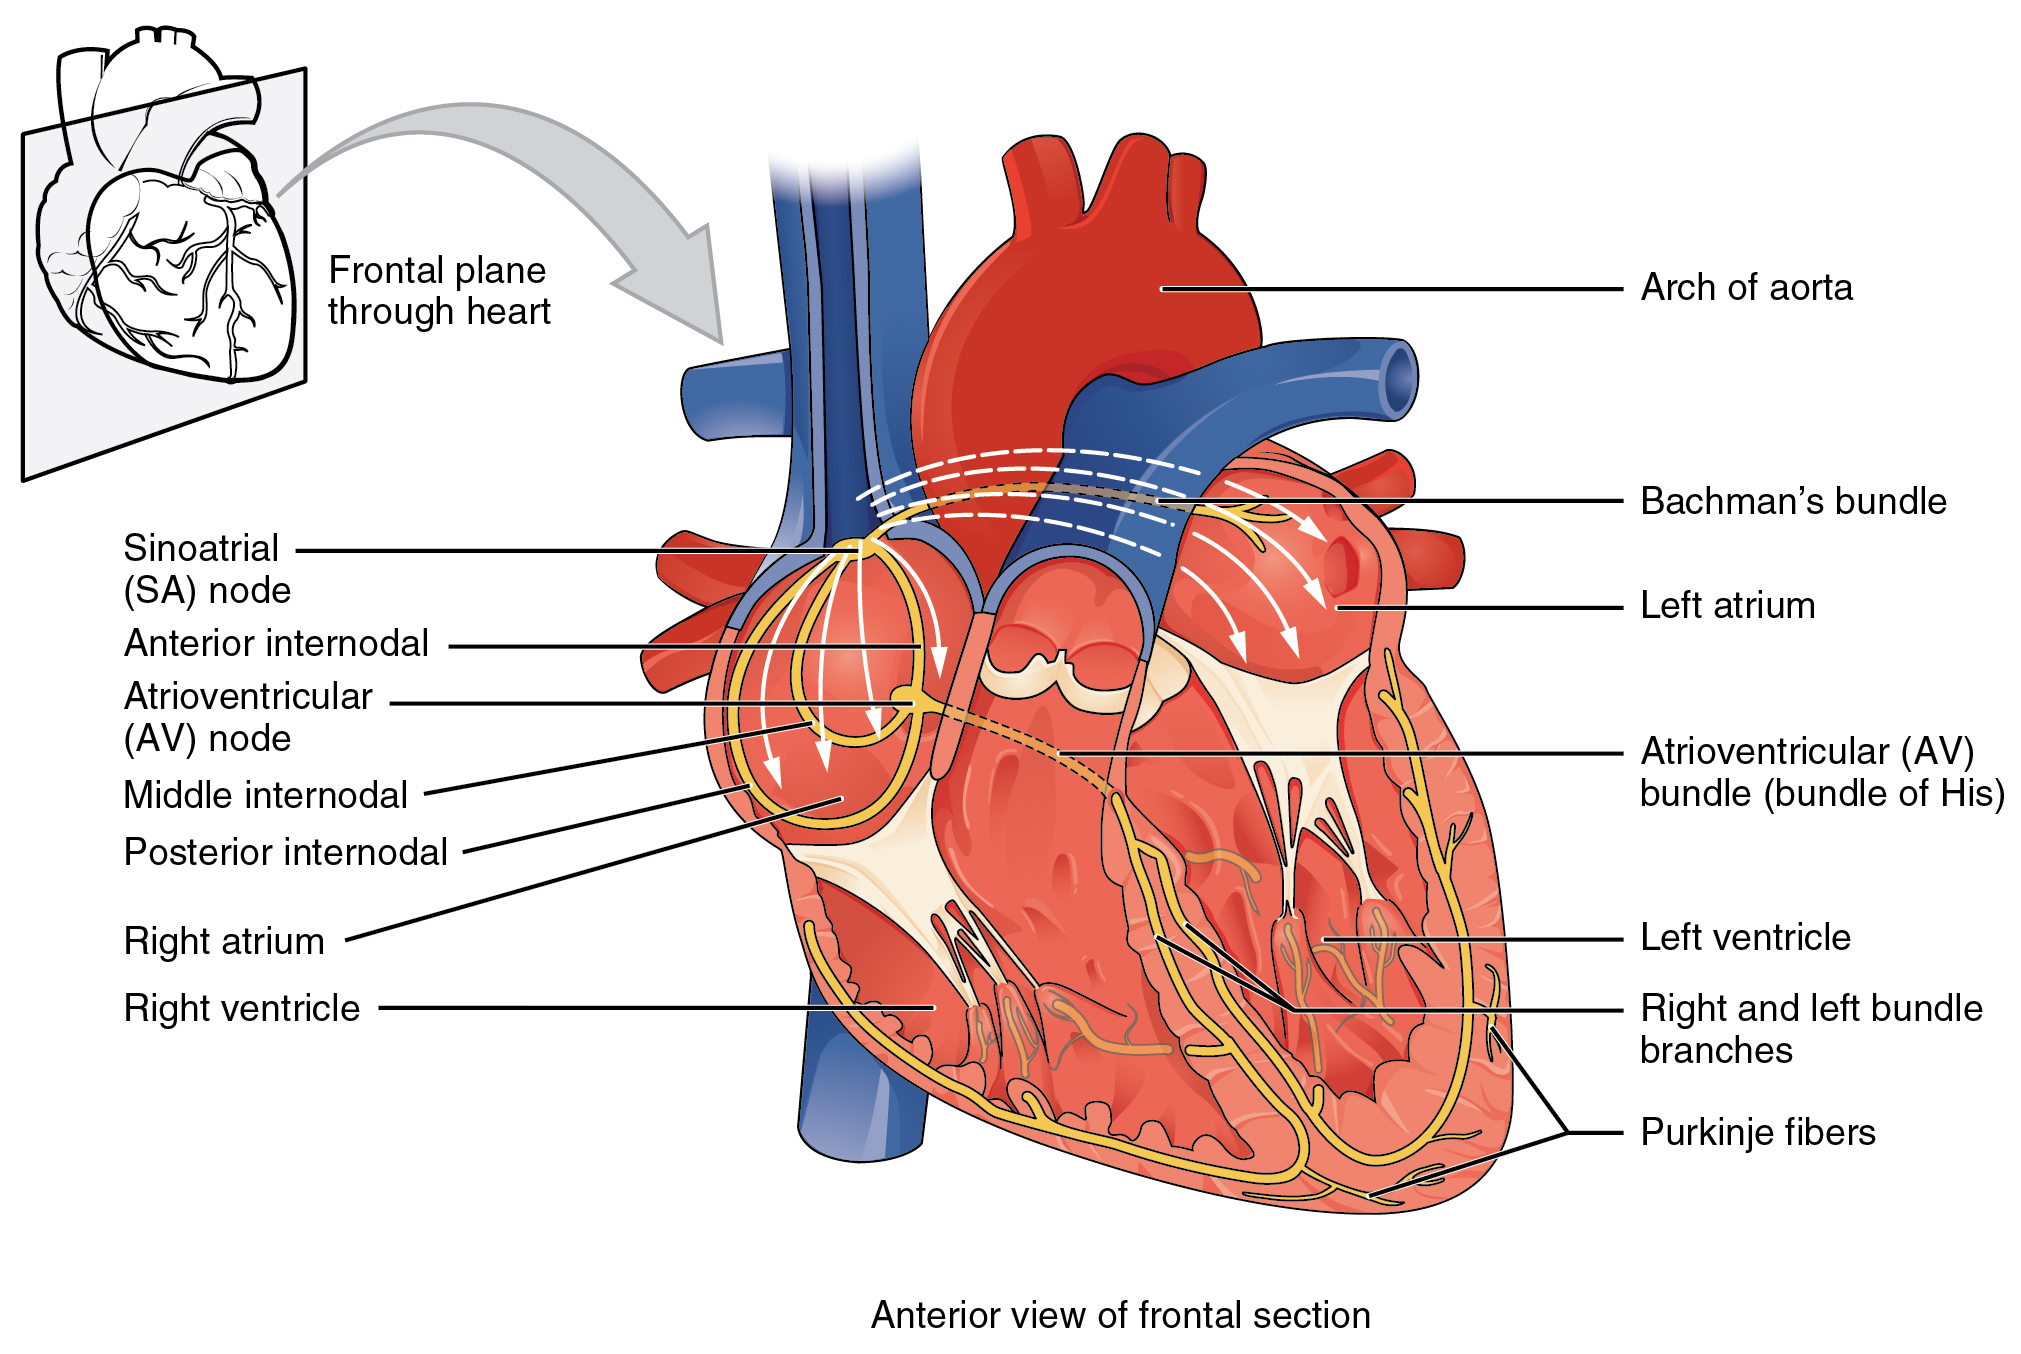 Frontal plane
through heart
Sinoatrial
(SA) node
Anterior internodal
Atrioventricular
(AV) node
Middle internodal
Posterior internodal
Right atrium
Right ventricle
Arch of aorta
Bachman’s bundle
Left atrium
Atrioventricular (AV)
bundle (bundle of His)
Left ventricle
Right and left bundle
branches
Purkinje fibers
Anterior view of frontal section